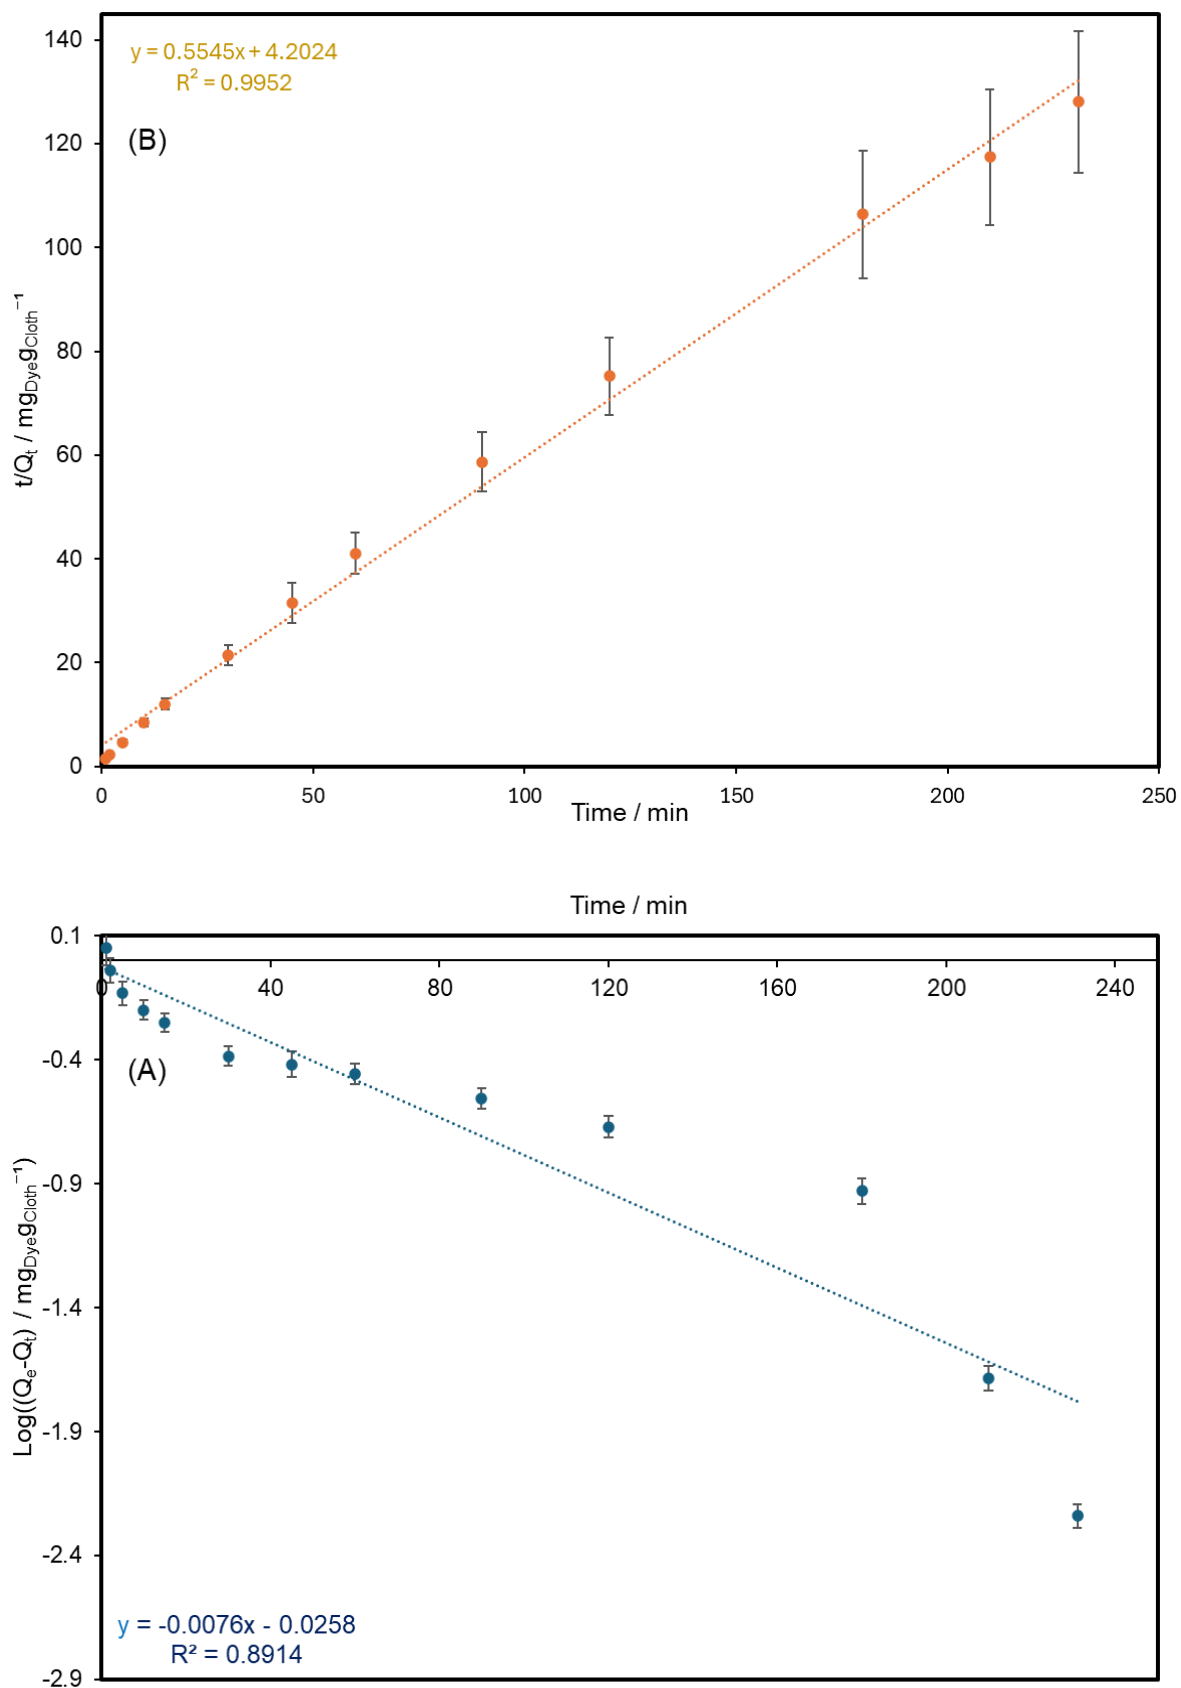 y = 0.5545x + 4.2024
R² = 0.9952
(B)
140
120
100
80
60
40
20
0
t/Qt / mgDyegCloth⁻¹
0 50 100 150 200 250
Time / min
Time / min
0.1
0 40 80 120 160 200 240
-0.4
(A)
-0.9
-1.4
-1.9
-2.4
-2.9
Log((Qe-Qt) / mgDyegCloth⁻¹)
y = -0.0076x - 0.0258
R² = 0.8914